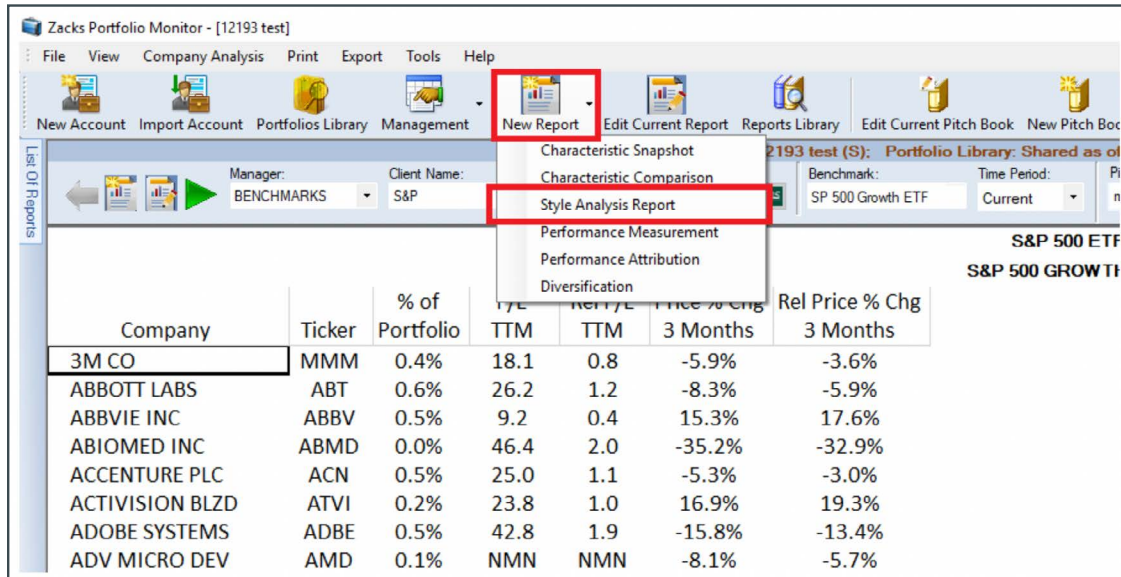 Zacks Portfolio Monitor - [12193 test]
File View Company Analysis Print Export Tools Help
New Account Import Account Portfolios Library Management New Report Edit Current Report Reports Library Edit Current Pitch Book New Pitch Boo
List Of Reports
2193 test (S); Portfolio Library: Shared as of
Manager: Client Name: Benchmark: Time Period:
BENCHMARKS S&P SP 500 Growth ETF Current
Characteristic Snapshot
Characteristic Comparison
Style Analysis Report
Performance Measurement
Performance Attribution
Diversification
S&P 500 ETF
S&P 500 GROWTH
% of P/E Rel P/E Price % Chg Rel Price % Chg
Company Ticker Portfolio TTM TTM 3 Months 3 Months
3M CO MMM 0.4% 18.1 0.8 -5.9% -3.6%
ABBOTT LABS ABT 0.6% 26.2 1.2 -8.3% -5.9%
ABBVIE INC ABBV 0.5% 9.2 0.4 15.3% 17.6%
ABIOMED INC ABMD 0.0% 46.4 2.0 -35.2% -32.9%
ACCENTURE PLC ACN 0.5% 25.0 1.1 -5.3% -3.0%
ACTIVISION BLZD ATVI 0.2% 23.8 1.0 16.9% 19.3%
ADOBE SYSTEMS ADBE 0.5% 42.8 1.9 -15.8% -13.4%
ADV MICRO DEV AMD 0.1% NMN NMN -8.1% -5.7%